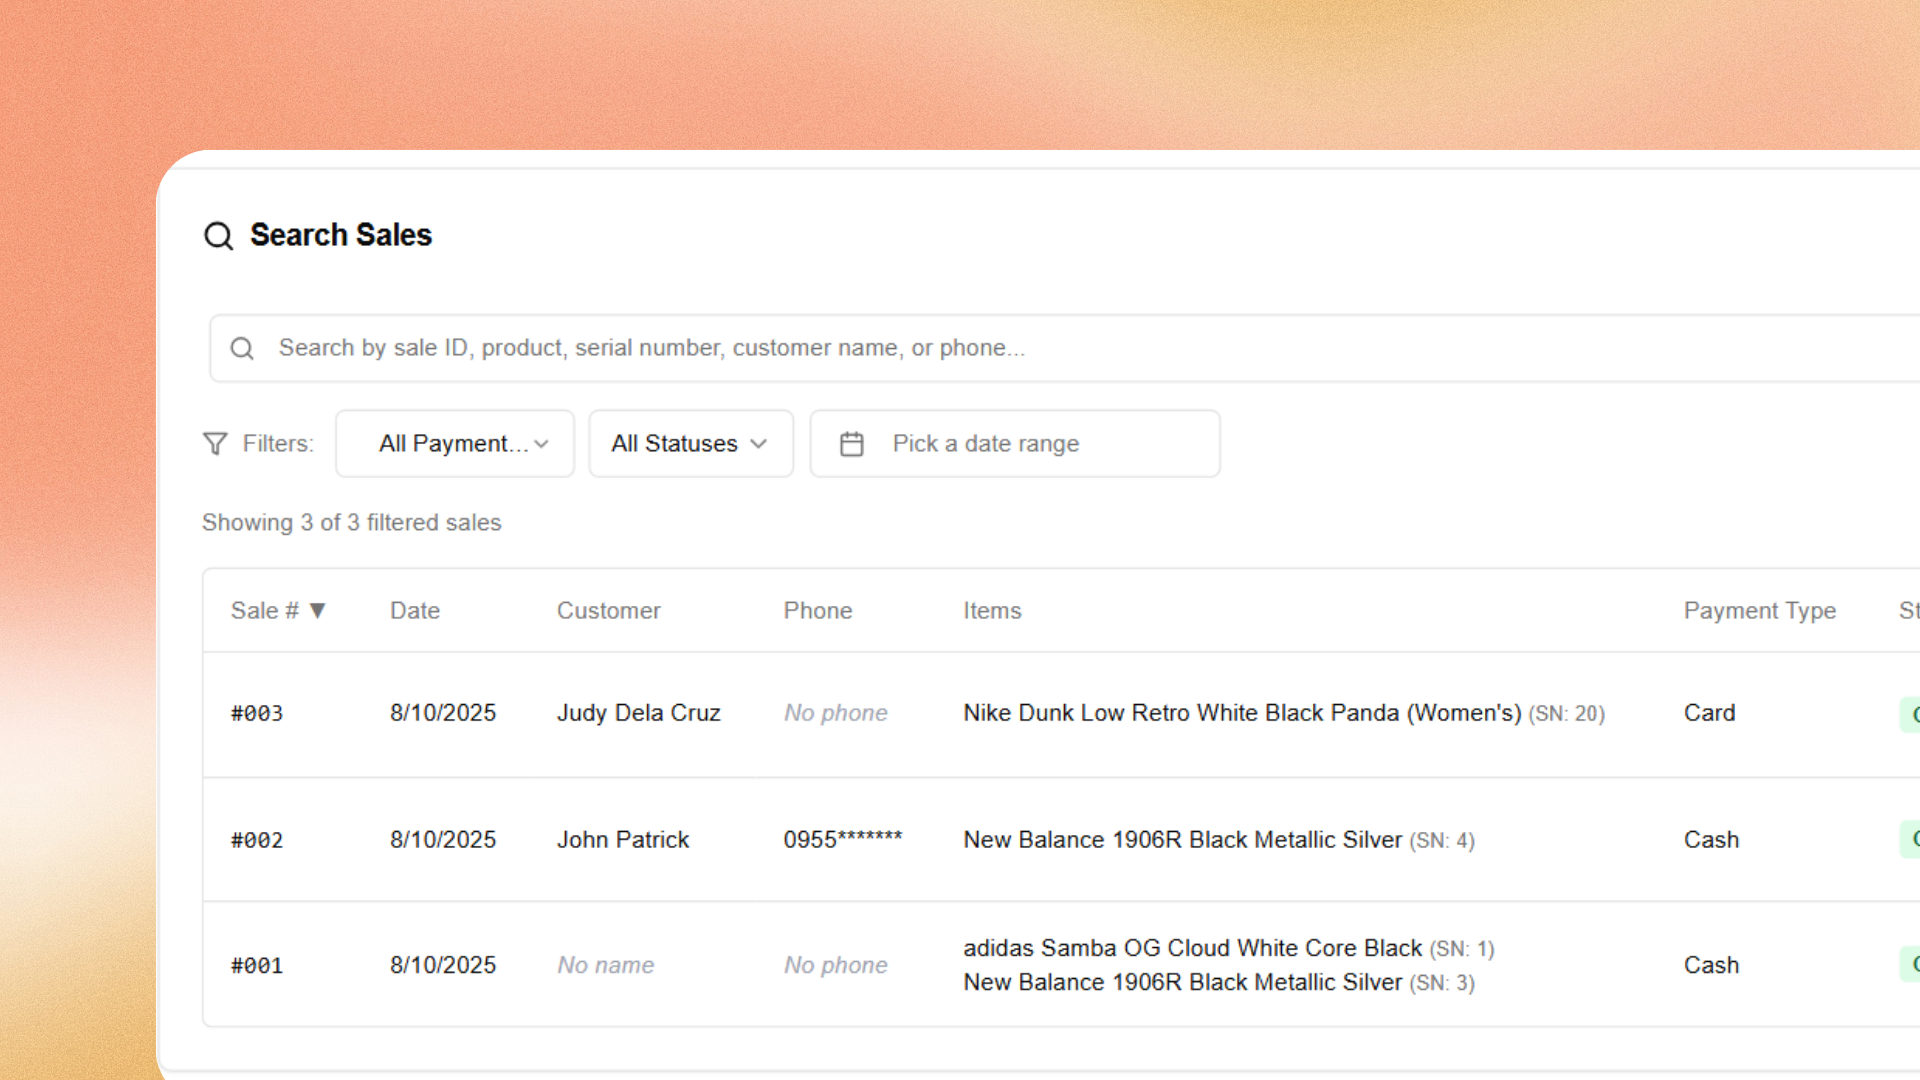 Search Sales
Search by sale ID, product, serial number, customer name, or phone...
Filters: All Payment... All Statuses Pick a date range
Showing 3 of 3 filtered sales
Sale # ▼ Date Customer Phone Items Payment Type
#003 8/10/2025 Judy Dela Cruz No phone Nike Dunk Low Retro White Black Panda (Women's) (SN: 20) Card
#002 8/10/2025 John Patrick 0955******* New Balance 1906R Black Metallic Silver (SN: 4) Cash
#001 8/10/2025 No name No phone adidas Samba OG Cloud White Core Black (SN: 1) Cash
New Balance 1906R Black Metallic Silver (SN: 3)